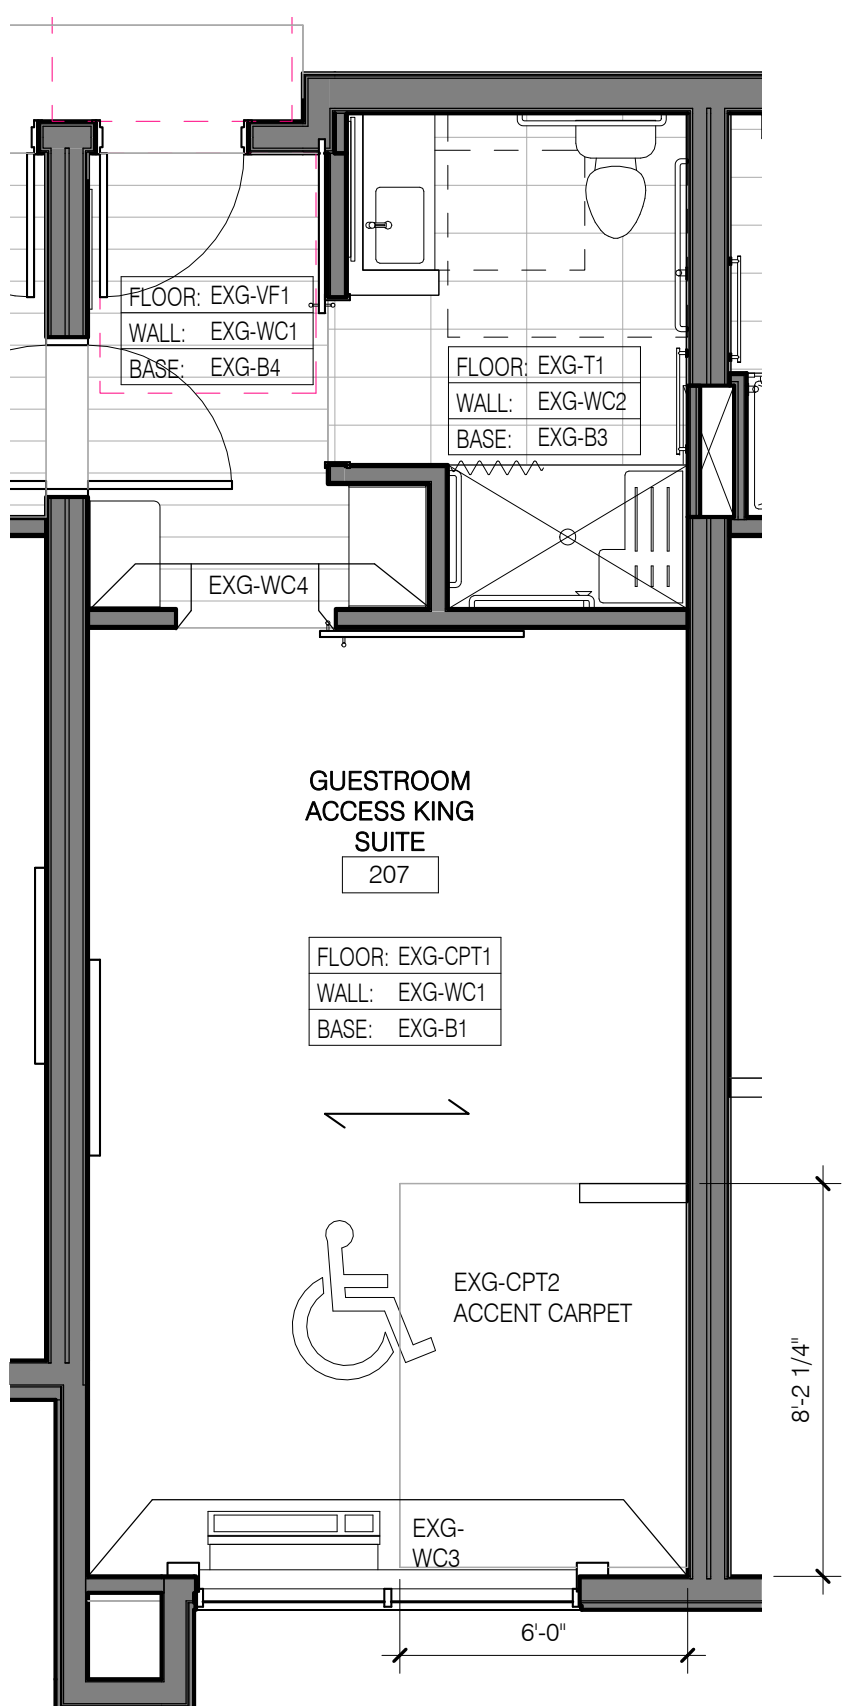 FLOOR: EXG-VF1
WALL: EXG-WC1
BASE: EXG-B4
FLOOR: EXG-T1
WALL: EXG-WC2
BASE: EXG-B3
EXG-WC4
GUESTROOM
ACCESS KING
SUITE
207
FLOOR: EXG-CPT1
WALL: EXG-WC1
BASE: EXG-B1
EXG-CPT2
ACCENT CARPET
8'-2 1/4"
EXG-
WC3
6'-0"